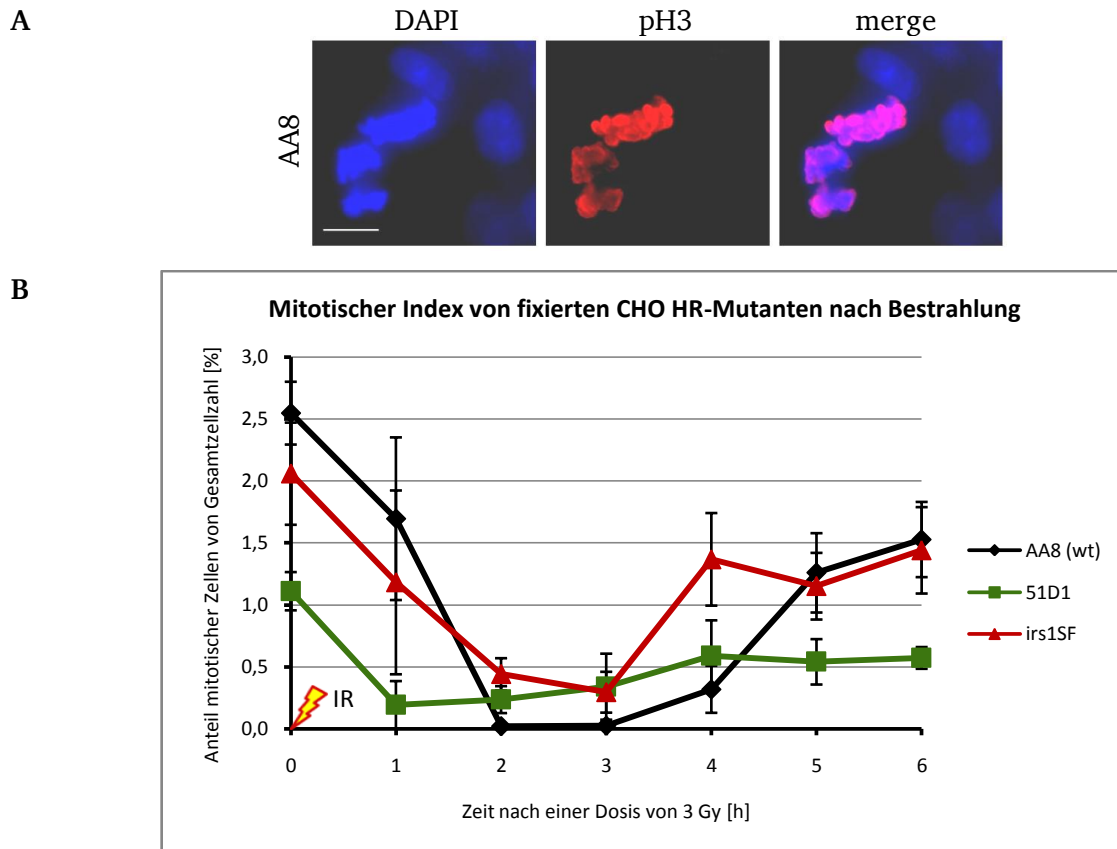 A
DAPI pH3 merge
AA8
B
Mitotischer Index von fixierten CHO HR-Mutanten nach Bestrahlung
Anteil mitotischer Zellen von Gesamtzellzahl [%]
3,0
2,5
2,0
1,5
1,0
0,5
0,0
IR
0 1 2 3 4 5 6
Zeit nach einer Dosis von 3 Gy [h]
AA8 (wt)
51D1
irs1SF